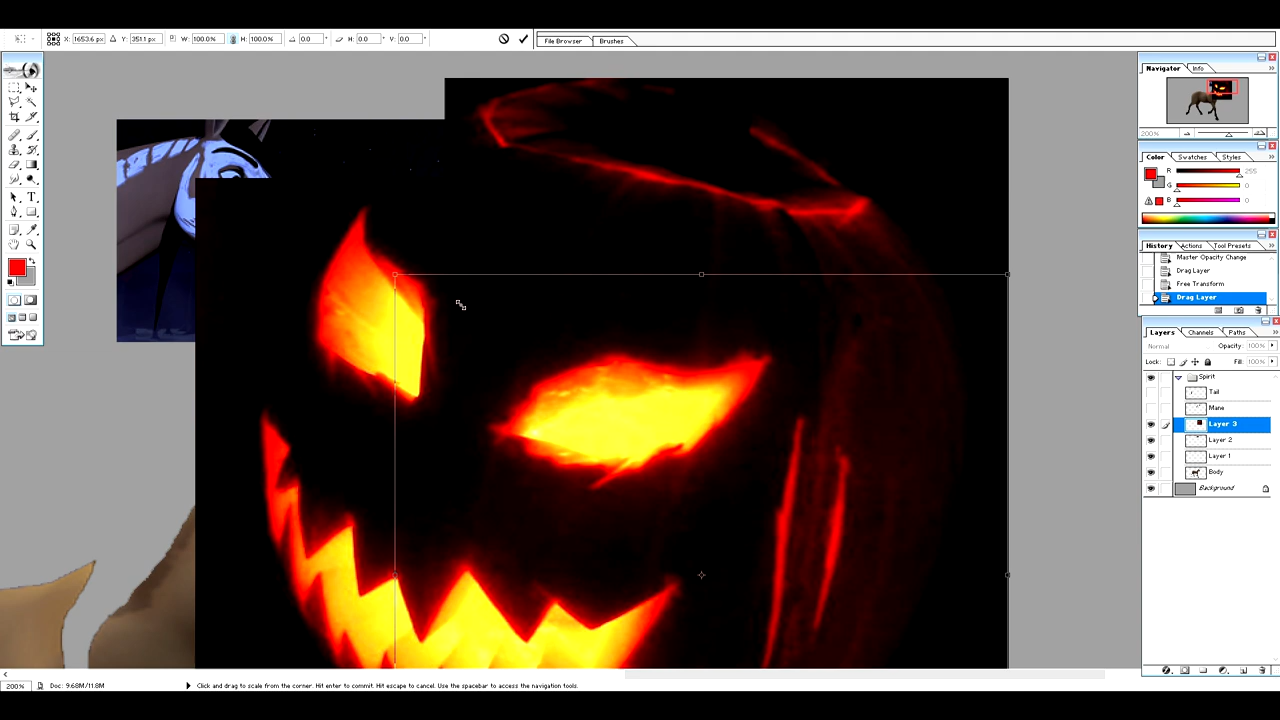 X: 1653.6 px Y: 351.1 px W: 100.0% H: 100.0% 0.0 ° H: 0.0 ° V: 0.0 °
File Browser Brushes
Navigator Info
200%
Color Swatches Styles
R 255
G 0
B 0
History Actions Tool Presets
Master Opacity Change
Drag Layer
Free Transform
Drag Layer
Layers Channels Paths
Normal Opacity: 100%
Lock: Fill: 100%
Spirit
Tail
Mane
Layer 3
Layer 2
Layer 1
Body
Background
200% Doc: 9.68M/11.8M Click and drag to scale from the corner. Hit enter to commit. Hit escape to cancel. Use the spacebar to access the navigation tools.